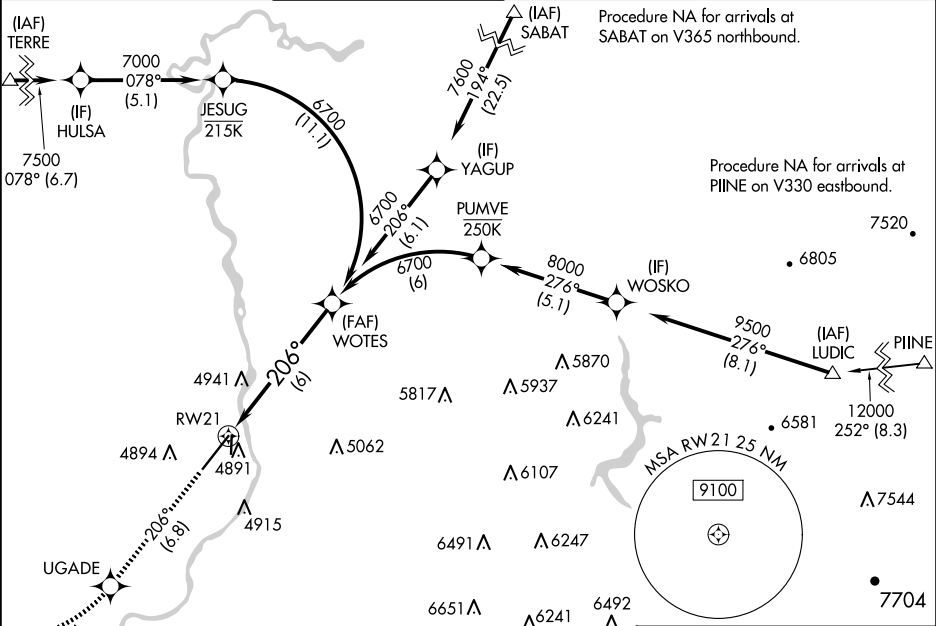 (IAF)
TERRE
7000
078°
(5.1)
(IF)
HULSA
7500
078° (6.7)
JESUG
215K
6700
(11.1)
(IAF)
SABAT
7600
194°
(22.5)
Procedure NA for arrivals at
SABAT on V365 northbound.
(IF)
YAGUP
6700
206°
(6.1)
PUMVE
250K
6700
(6)
Procedure NA for arrivals at
PIINE on V330 eastbound.
7520
6805
8000
276°
(5.1)
(IF)
WOSKO
9500
276°
(8.1)
(IAF)
LUDIC
PIINE
12000
252° (8.3)
(FAF)
WOTES
206°
(6)
4941
RW21
4894
4891
4915
5062
5817
5870
5937
6241
6107
6491
6247
6651
6241
6492
6581
MSA RW 21 25 NM
9100
7544
7704
206°
(6.8)
UGADE